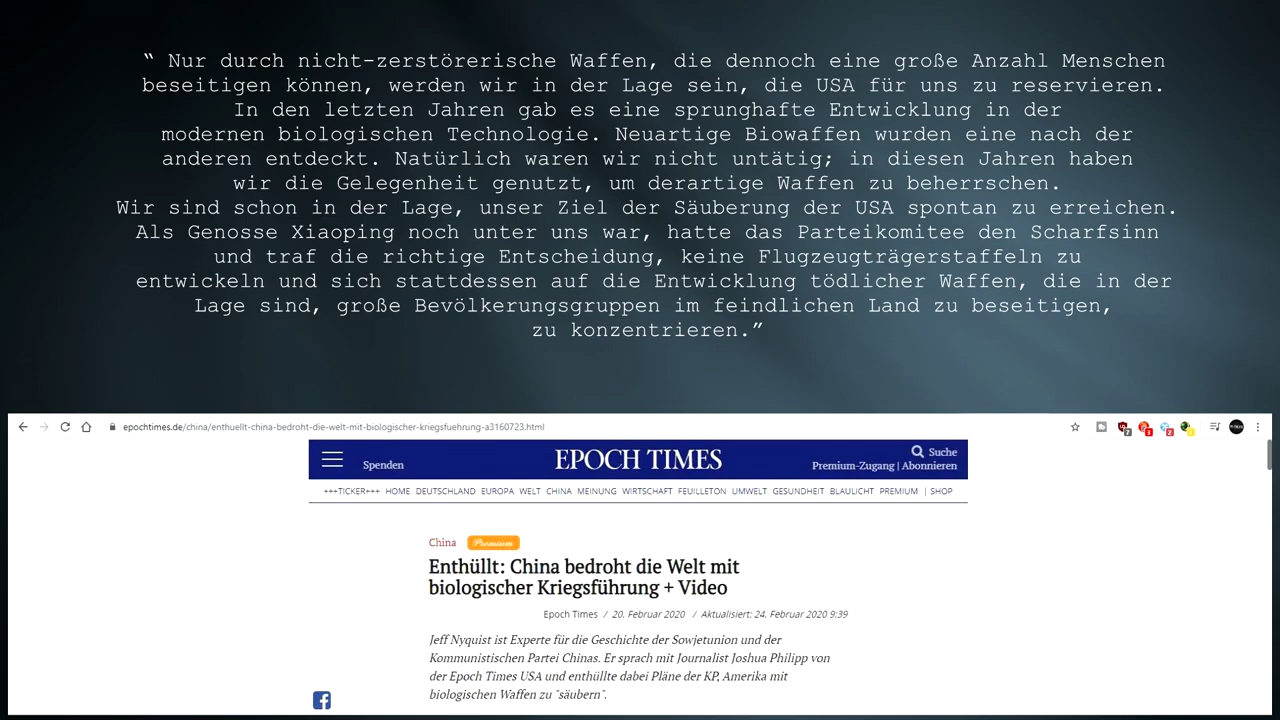 “ Nur durch nicht-zerstörerische Waffen, die dennoch eine große Anzahl Menschen
beseitigen können, werden wir in der Lage sein, die USA für uns zu reservieren.
In den letzten Jahren gab es eine sprunghafte Entwicklung in der
modernen biologischen Technologie. Neuartige Biowaffen wurden eine nach der
anderen entdeckt. Natürlich waren wir nicht untätig; in diesen Jahren haben
wir die Gelegenheit genutzt, um derartige Waffen zu beherrschen.
Wir sind schon in der Lage, unser Ziel der Säuberung der USA spontan zu erreichen.
Als Genosse Xiaoping noch unter uns war, hatte das Parteikomitee den Scharfsinn
und traf die richtige Entscheidung, keine Flugzeugträgerstaffeln zu
entwickeln und sich stattdessen auf die Entwicklung tödlicher Waffen, die in der
Lage sind, große Bevölkerungsgruppen im feindlichen Land zu beseitigen,
zu konzentrieren.”
epochtimes.de/china/enthuellt-china-bedroht-die-welt-mit-biologischer-kriegsfuehrung-a3160723.html
Spenden
EPOCH TIMES
Suche
Premium-Zugang | Abonnieren
+++TICKER+++ HOME DEUTSCHLAND EUROPA WELT CHINA MEINUNG WIRTSCHAFT FEUILLETON UMWELT GESUNDHEIT BLAULICHT PREMIUM | SHOP
China Premium
Enthüllt: China bedroht die Welt mit
biologischer Kriegsführung + Video
Epoch Times / 20. Februar 2020 / Aktualisiert: 24. Februar 2020 9:39
Jeff Nyquist ist Experte für die Geschichte der Sowjetunion und der
Kommunistischen Partei Chinas. Er sprach mit Journalist Joshua Philipp von
der Epoch Times USA und enthüllte dabei Pläne der KP, Amerika mit
biologischen Waffen zu "säubern".